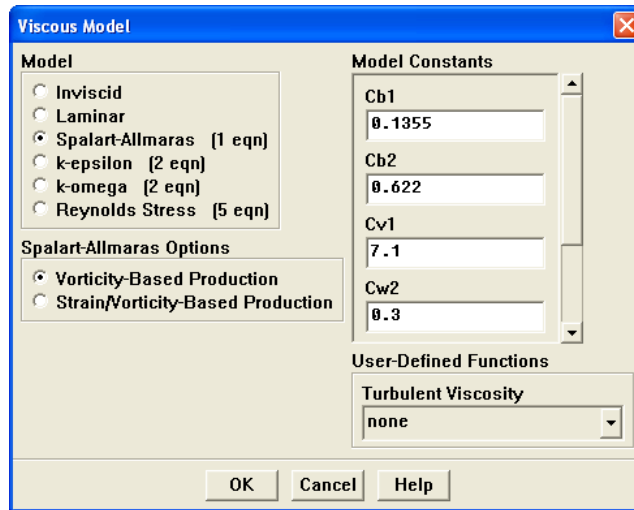 Viscous Model
Model
Inviscid
Laminar
Spalart-Allmaras (1 eqn)
k-epsilon (2 eqn)
k-omega (2 eqn)
Reynolds Stress (5 eqn)
Spalart-Allmaras Options
Vorticity-Based Production
Strain/Vorticity-Based Production
Model Constants
Cb1
0.1355
Cb2
0.622
Cv1
7.1
Cw2
0.3
User-Defined Functions
Turbulent Viscosity
none
OK
Cancel
Help